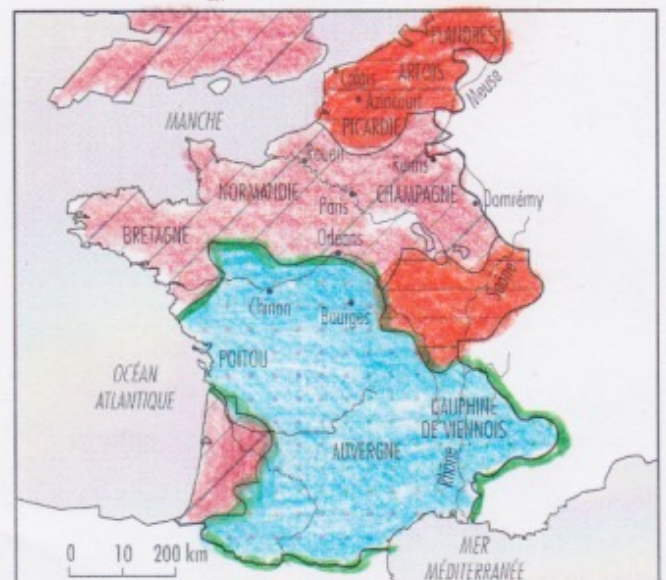 FLANDRES
Calais
ARTOIS
Azincourt
Meuse
PICARDIE
MANCHE
Rouen
Reims
NORMANDIE
CHAMPAGNE
Paris
Domrémy
BRETAGNE
Orléans
Saône
Chinon
Bourges
POITOU
OCÉAN
ATLANTIQUE
DAUPHINÉ
DE VIENNOIS
AUVERGNE
Rhône
0 10 200 km
MER
MÉDITERRANÉE